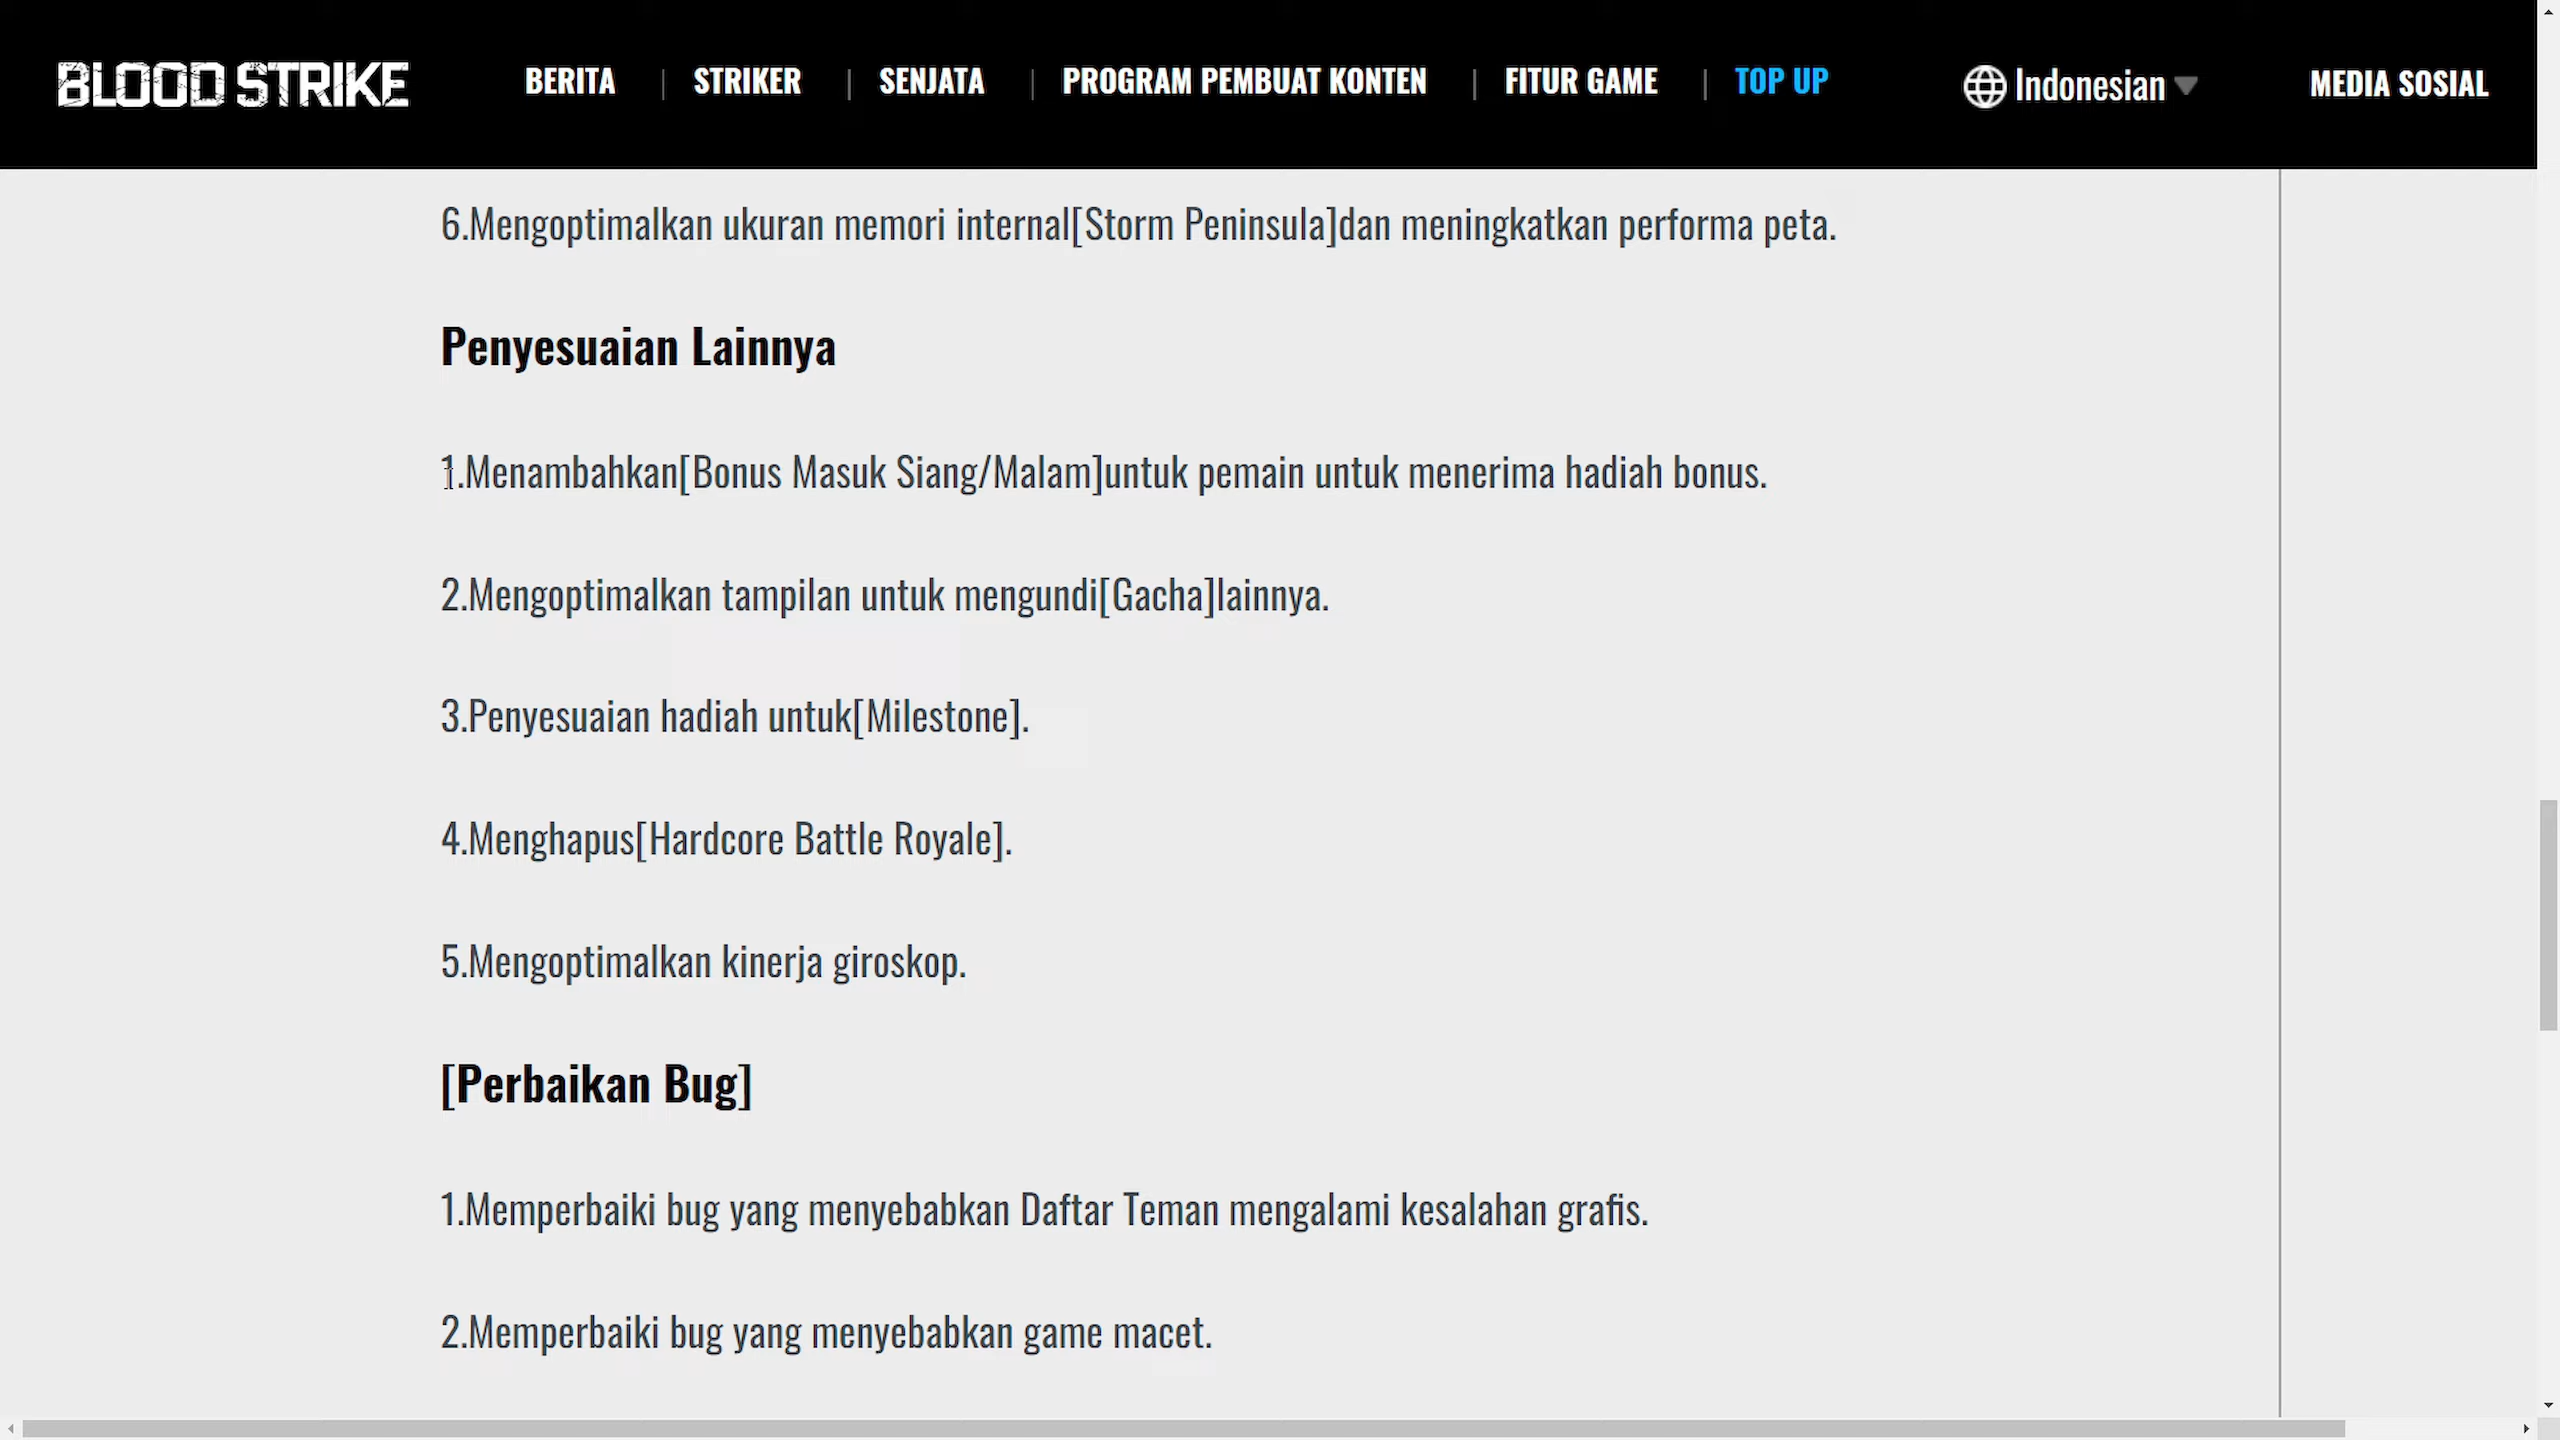 BLOOD STRIKE
BERITA | STRIKER | SENJATA | PROGRAM PEMBUAT KONTEN | FITUR GAME | TOP UP
Indonesian
MEDIA SOSIAL
6.Mengoptimalkan ukuran memori internal[Storm Peninsula]dan meningkatkan performa peta.
Penyesuaian Lainnya
1.Menambahkan[Bonus Masuk Siang/Malam]untuk pemain untuk menerima hadiah bonus.
2.Mengoptimalkan tampilan untuk mengundi[Gacha]lainnya.
3.Penyesuaian hadiah untuk[Milestone].
4.Menghapus[Hardcore Battle Royale].
5.Mengoptimalkan kinerja giroskop.
[Perbaikan Bug]
1.Memperbaiki bug yang menyebabkan Daftar Teman mengalami kesalahan grafis.
2.Memperbaiki bug yang menyebabkan game macet.